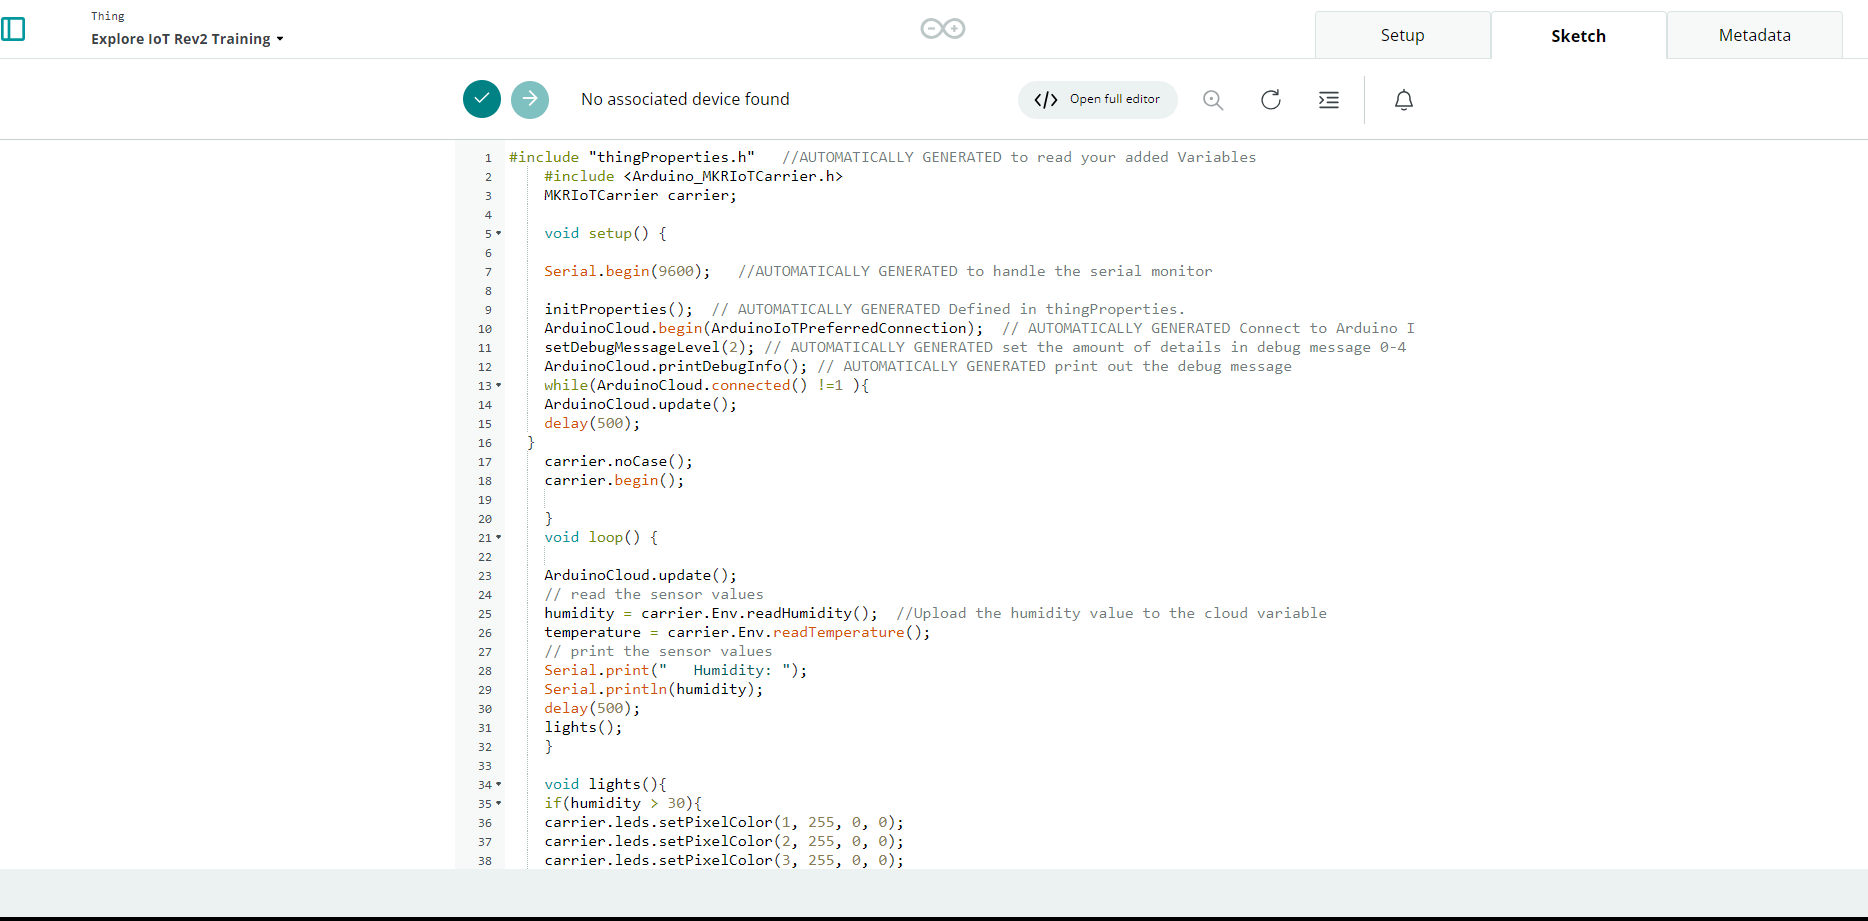 Thing
Explore IoT Rev2 Training
Setup
Sketch
Metadata
No associated device found
</> Open full editor
1 #include "thingProperties.h"   //AUTOMATICALLY GENERATED to read your added Variables
2 #include <Arduino_MKRIoTCarrier.h>
3 MKRIoTCarrier carrier;
4
5 void setup() {
6
7 Serial.begin(9600);   //AUTOMATICALLY GENERATED to handle the serial monitor
8
9 initProperties();  // AUTOMATICALLY GENERATED Defined in thingProperties.
10 ArduinoCloud.begin(ArduinoIoTPreferredConnection);  // AUTOMATICALLY GENERATED Connect to Arduino I
11 setDebugMessageLevel(2); // AUTOMATICALLY GENERATED set the amount of details in debug message 0-4
12 ArduinoCloud.printDebugInfo(); // AUTOMATICALLY GENERATED print out the debug message
13 while(ArduinoCloud.connected() !=1 ){
14 ArduinoCloud.update();
15 delay(500);
16 }
17 carrier.noCase();
18 carrier.begin();
19
20 }
21 void loop() {
22
23 ArduinoCloud.update();
24 // read the sensor values
25 humidity = carrier.Env.readHumidity();  //Upload the humidity value to the cloud variable
26 temperature = carrier.Env.readTemperature();
27 // print the sensor values
28 Serial.print("   Humidity: ");
29 Serial.println(humidity);
30 delay(500);
31 lights();
32 }
33
34 void lights(){
35 if(humidity > 30){
36 carrier.leds.setPixelColor(1, 255, 0, 0);
37 carrier.leds.setPixelColor(2, 255, 0, 0);
38 carrier.leds.setPixelColor(3, 255, 0, 0);